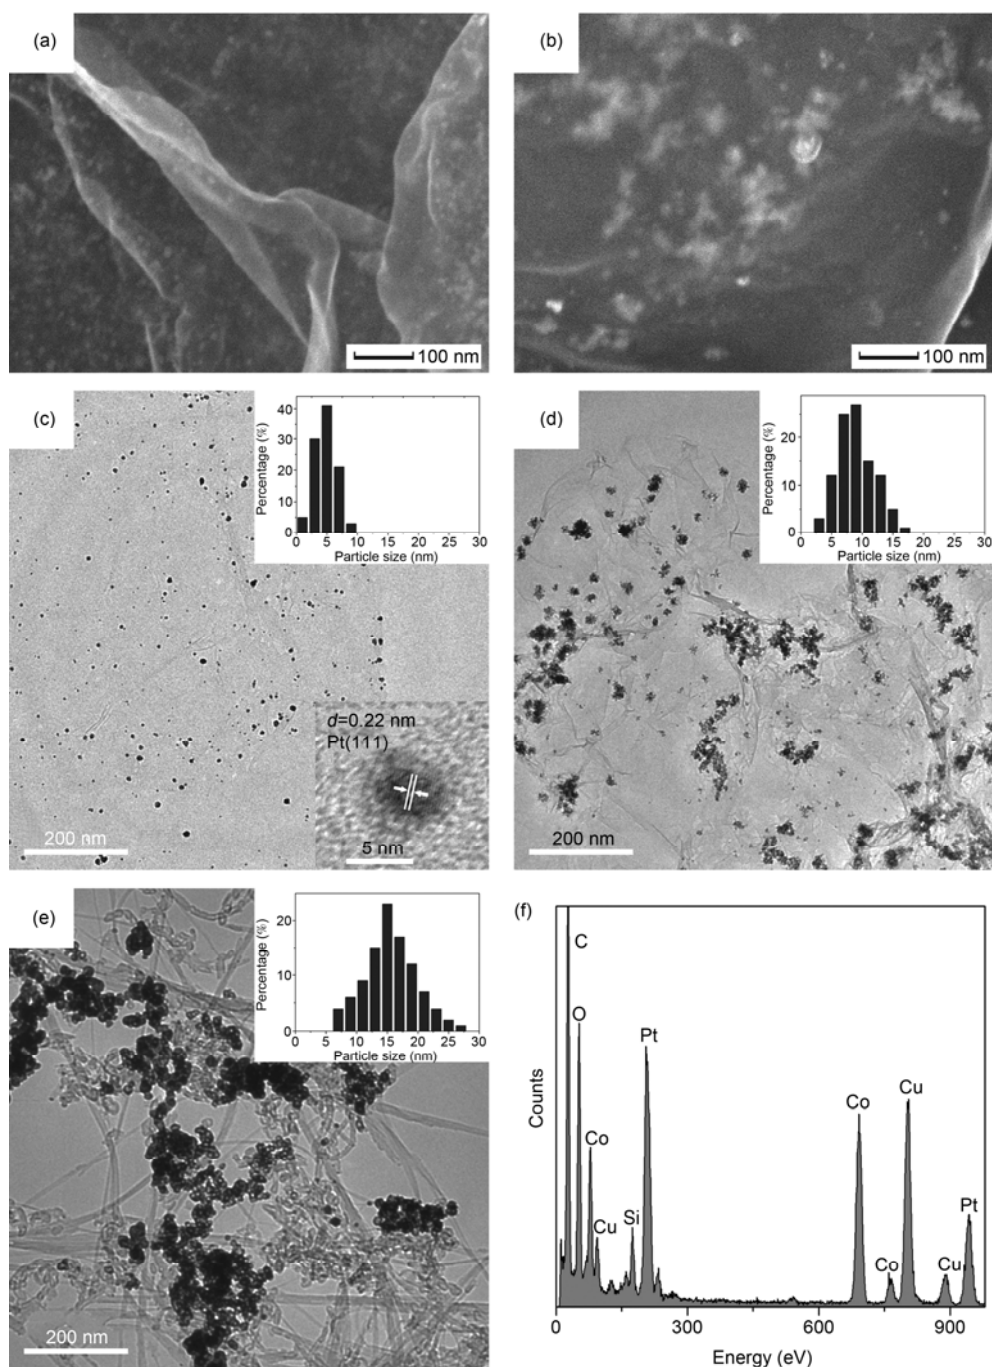 (a)
100 nm
(b)
100 nm
(c)
40
30
20
10
0
Percentage (%)
0 5 10 15 20 25 30
Particle size (nm)
d=0.22 nm
Pt(111)
5 nm
200 nm
(d)
20
10
0
Percentage (%)
0 5 10 15 20 25 30
Particle size (nm)
200 nm
(e)
20
10
0
Percentage (%)
0 5 10 15 20 25 30
Particle size (nm)
200 nm
(f)
C
O
Co
Cu
Si
Pt
Co
Co
Cu
Cu
Pt
Counts
0 300 600 900
Energy (eV)